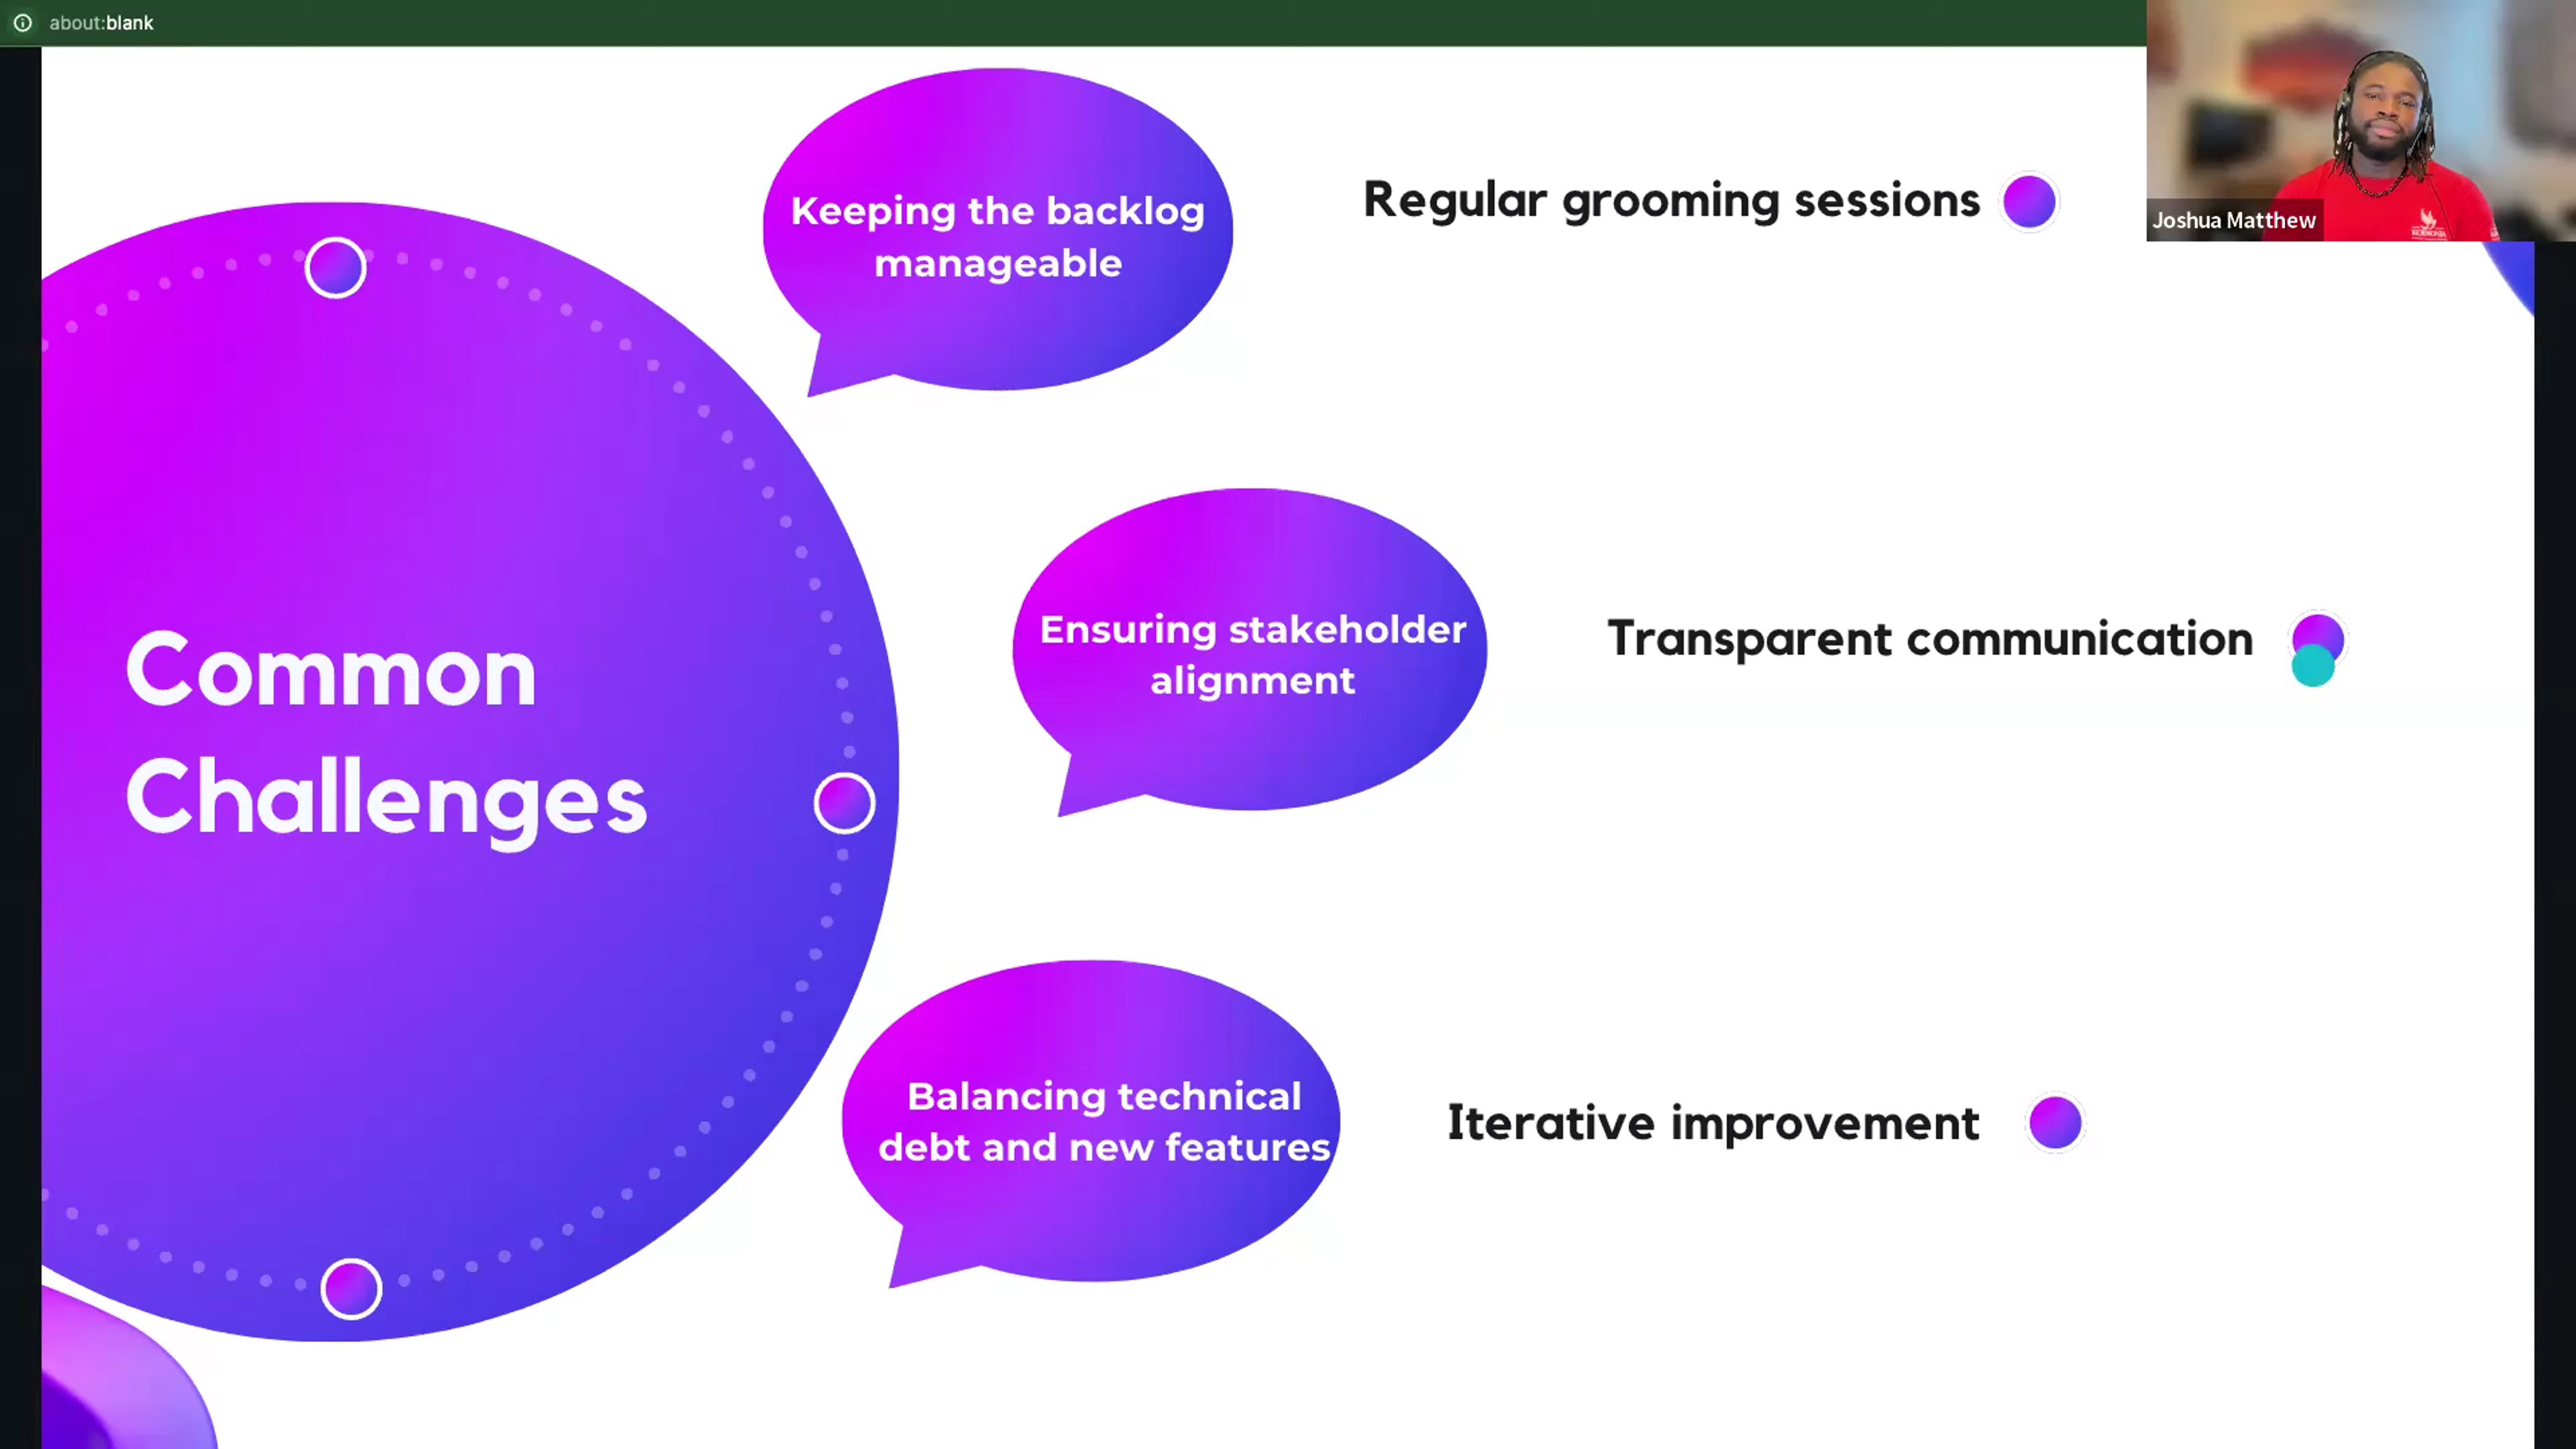 about:blank
Keeping the backlog
manageable
Regular grooming sessions
Joshua Matthew
Common
Challenges
Ensuring stakeholder
alignment
Transparent communication
Balancing technical
debt and new features
Iterative improvement